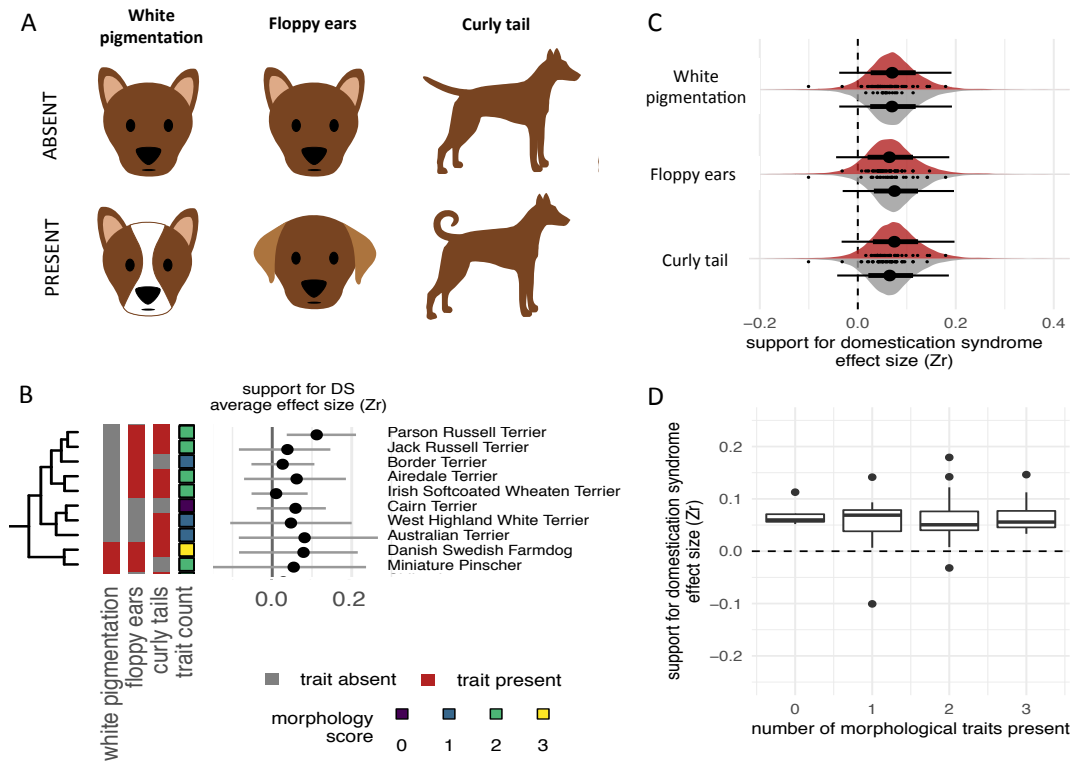 A
White
pigmentation
Floppy ears
Curly tail
ABSENT
PRESENT
B
support for DS
average effect size (Zr)
Parson Russell Terrier
Jack Russell Terrier
Border Terrier
Airedale Terrier
Irish Softcoated Wheaten Terrier
Cairn Terrier
West Highland White Terrier
Australian Terrier
Danish Swedish Farmdog
Miniature Pinscher
0.0 0.2
white pigmentation
floppy ears
curly tails
trait count
trait absent trait present
morphology
score
0 1 2 3
C
White
pigmentation
Floppy ears
Curly tail
−0.2 0.0 0.2 0.4
support for domestication syndrome
effect size (Zr)
D
support for domestication syndrome
effect size (Zr)
0.2
0.1
0.0
−0.1
−0.2
0 1 2 3
number of morphological traits present